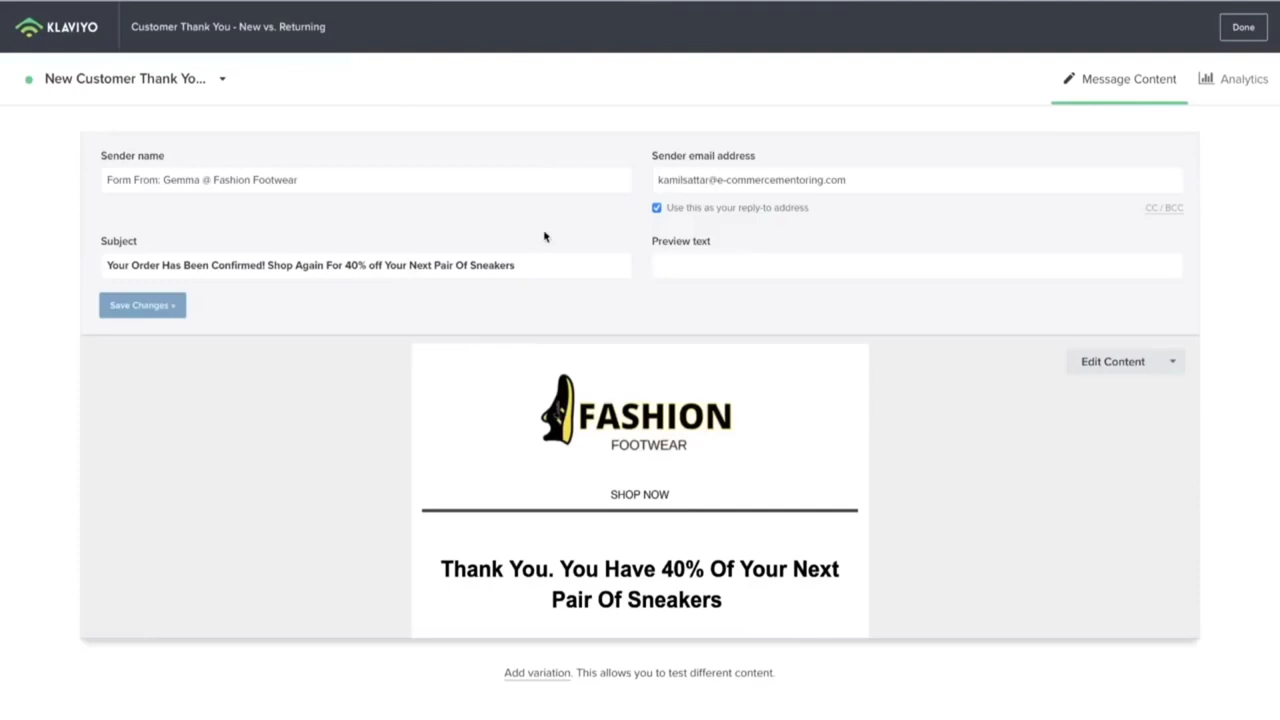 KLAVIYO
Customer Thank You - New vs. Returning
Done
New Customer Thank Yo...
Message Content
Analytics
Sender name
Sender email address
Form From: Gemma @ Fashion Footwear
kamilsattar@e-commercementoring.com
Use this as your reply-to address
CC / BCC
Subject
Preview text
Your Order Has Been Confirmed! Shop Again For 40% off Your Next Pair Of Sneakers
Save Changes »
Edit Content
FASHION
FOOTWEAR
SHOP NOW
Thank You. You Have 40% Of Your Next
Pair Of Sneakers
Add variation. This allows you to test different content.